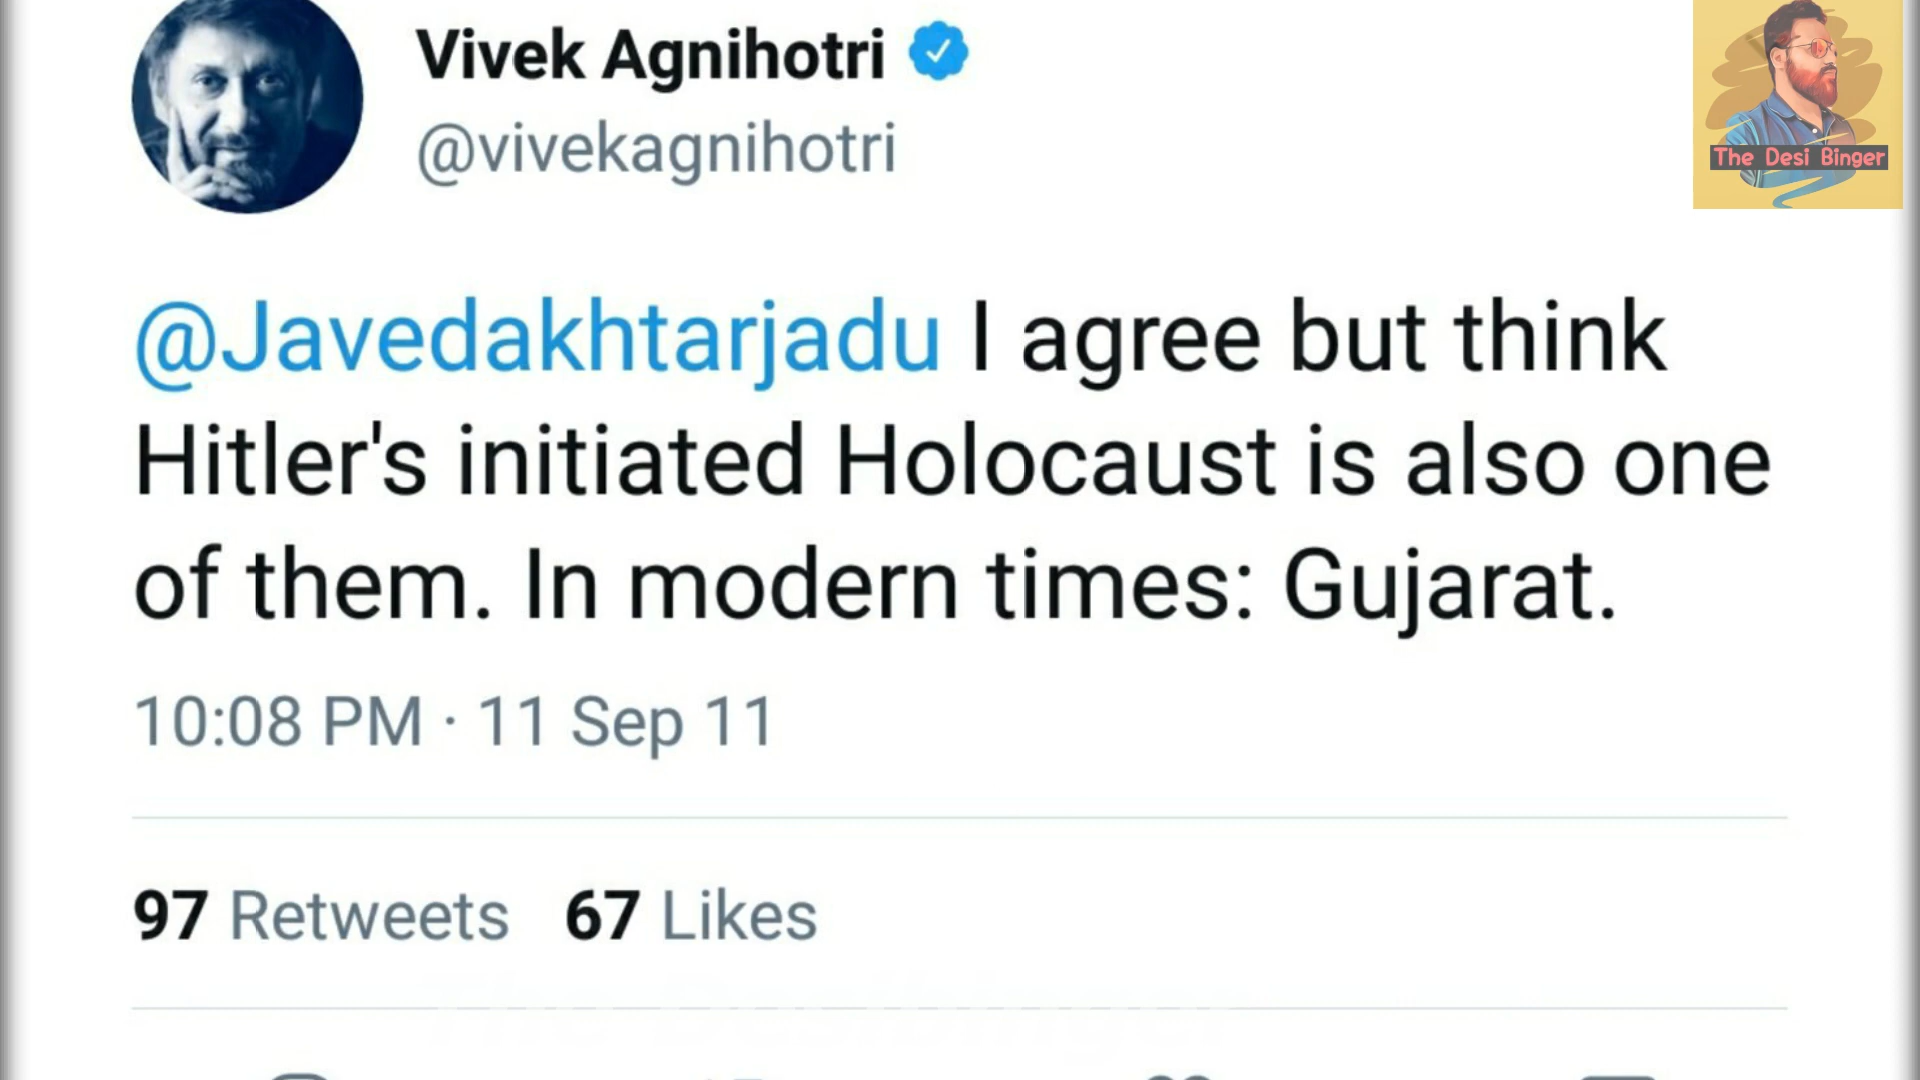 Vivek Agnihotri
@vivekagnihotri
The Desi Binger
@Javedakhtarjadu I agree but think
Hitler's initiated Holocaust is also one
of them. In modern times: Gujarat.
10:08 PM · 11 Sep 11
97 Retweets 67 Likes